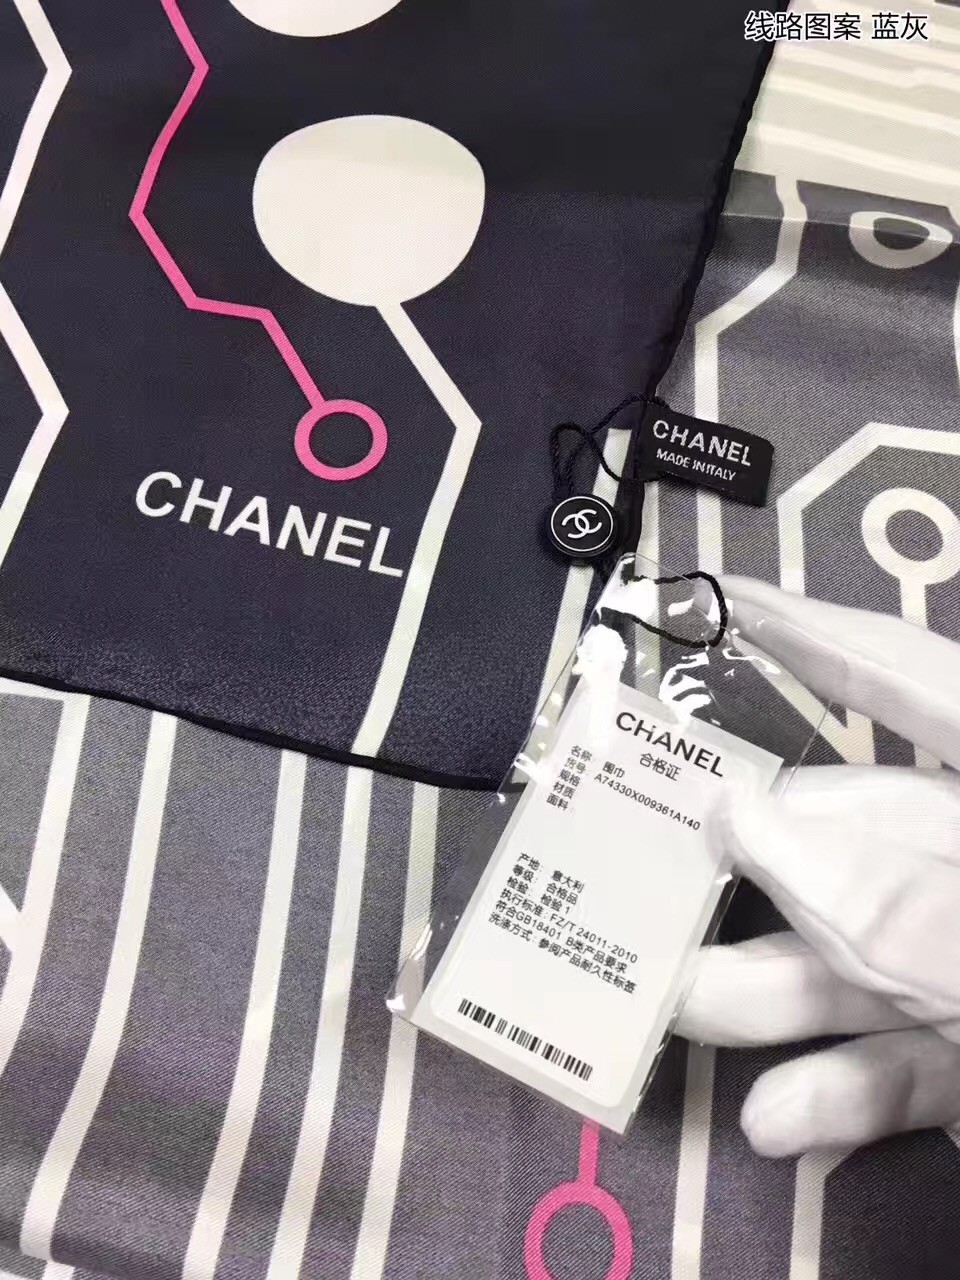 线路图案 蓝灰
CHANEL
MADE IN ITALY
CHANEL
CHANEL
合格证
名称: 围巾
货号: A74330X009361A140
规格
材质
面料:
产地: 意大利
等级: 合格品
检验: 检验 1
执行标准: FZ/T 24011-2010
符合GB18401 B类产品要求
洗涤方式: 参阅产品耐久性标签